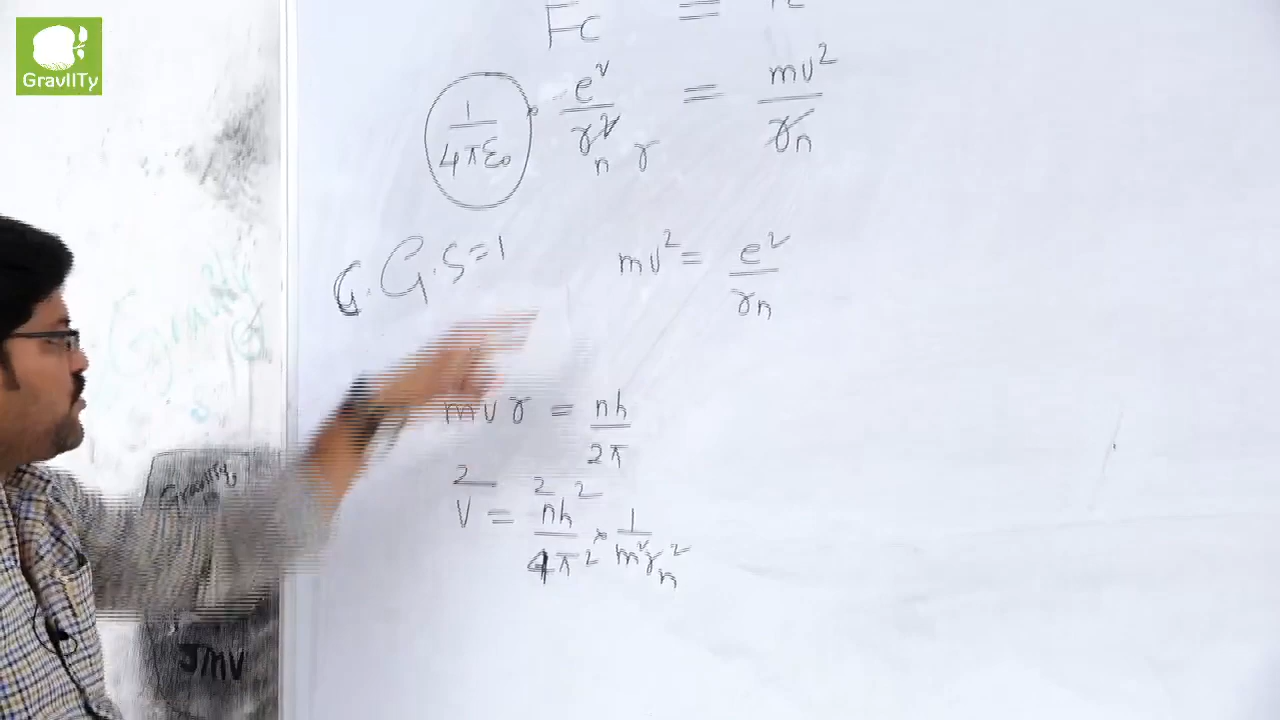 GravIITy
Fc =
1/4πε₀ · e²/rₙ² r = mv²/rₙ
C.G.S=1
mv² = e²/rₙ
mvr = nh/2π
v² = n²h²/4π² × 1/m²rₙ²
Gravity
JMV